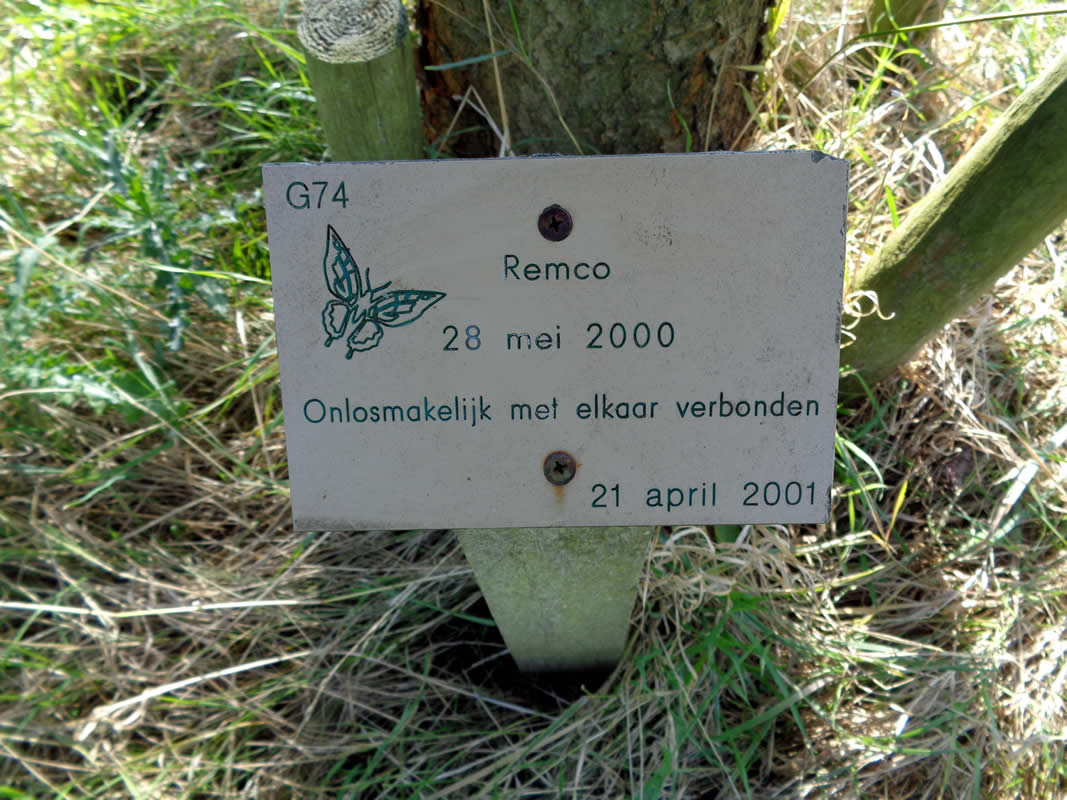 G74
Remco
28 mei 2000
Onlosmakelijk met elkaar verbonden
21 april 2001